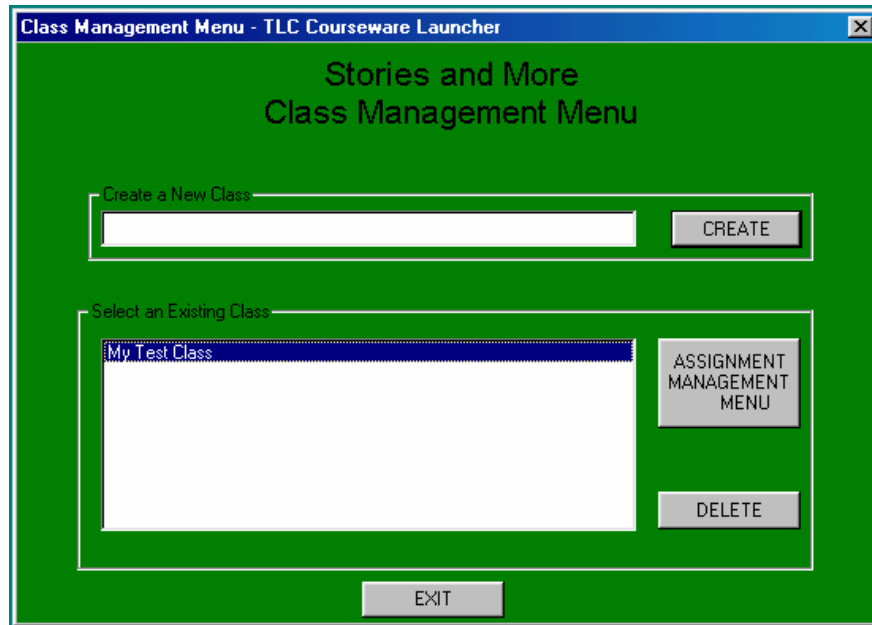 Class Management Menu - TLC Courseware Launcher
Stories and More
Class Management Menu
Create a New Class
CREATE
Select an Existing Class
My Test Class
ASSIGNMENT
MANAGEMENT
MENU
DELETE
EXIT